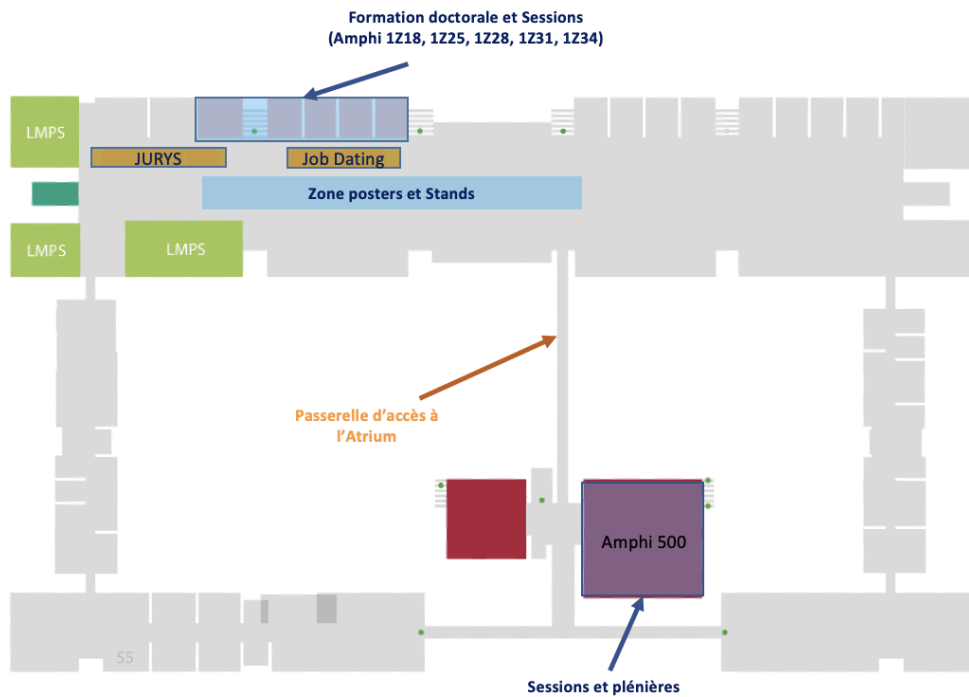 Formation doctorale et Sessions
(Amphi 1Z18, 1Z25, 1Z28, 1Z31, 1Z34)
LMPS
JURYS
Job Dating
Zone posters et Stands
LMPS
LMPS
Passerelle d’accès à
l’Atrium
Amphi 500
55
Sessions et plénières